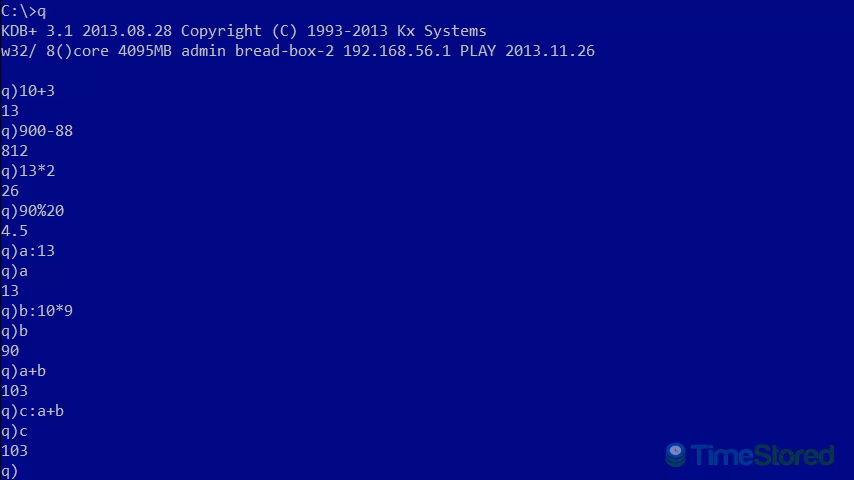 C:\>q
KDB+ 3.1 2013.08.28 Copyright (C) 1993-2013 Kx Systems
w32/ 8()core 4095MB admin bread-box-2 192.168.56.1 PLAY 2013.11.26
q)10+3
13
q)900-88
812
q)13*2
26
q)90%20
4.5
q)a:13
q)a
13
q)b:10*9
q)b
90
q)a+b
103
q)c:a+b
q)c
103
q)
TimeStored